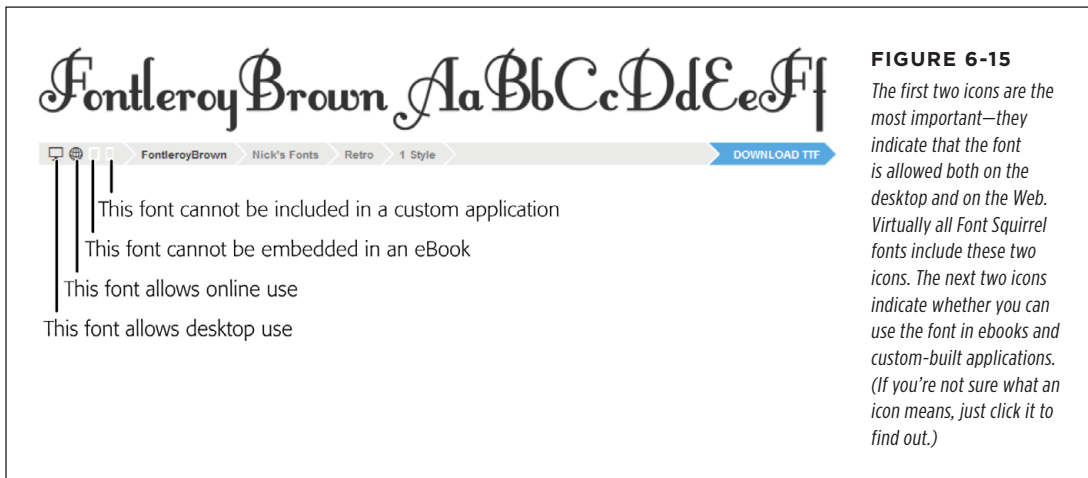 FontleroyBrown AaBbCcDdEeFf
FontleroyBrown Nick's Fonts Retro 1 Style DOWNLOAD TTF
This font cannot be included in a custom application
This font cannot be embedded in an eBook
This font allows online use
This font allows desktop use
FIGURE 6-15
The first two icons are the
most important—they
indicate that the font
is allowed both on the
desktop and on the Web.
Virtually all Font Squirrel
fonts include these two
icons. The next two icons
indicate whether you can
use the font in ebooks and
custom-built applications.
(If you're not sure what an
icon means, just click it to
find out.)